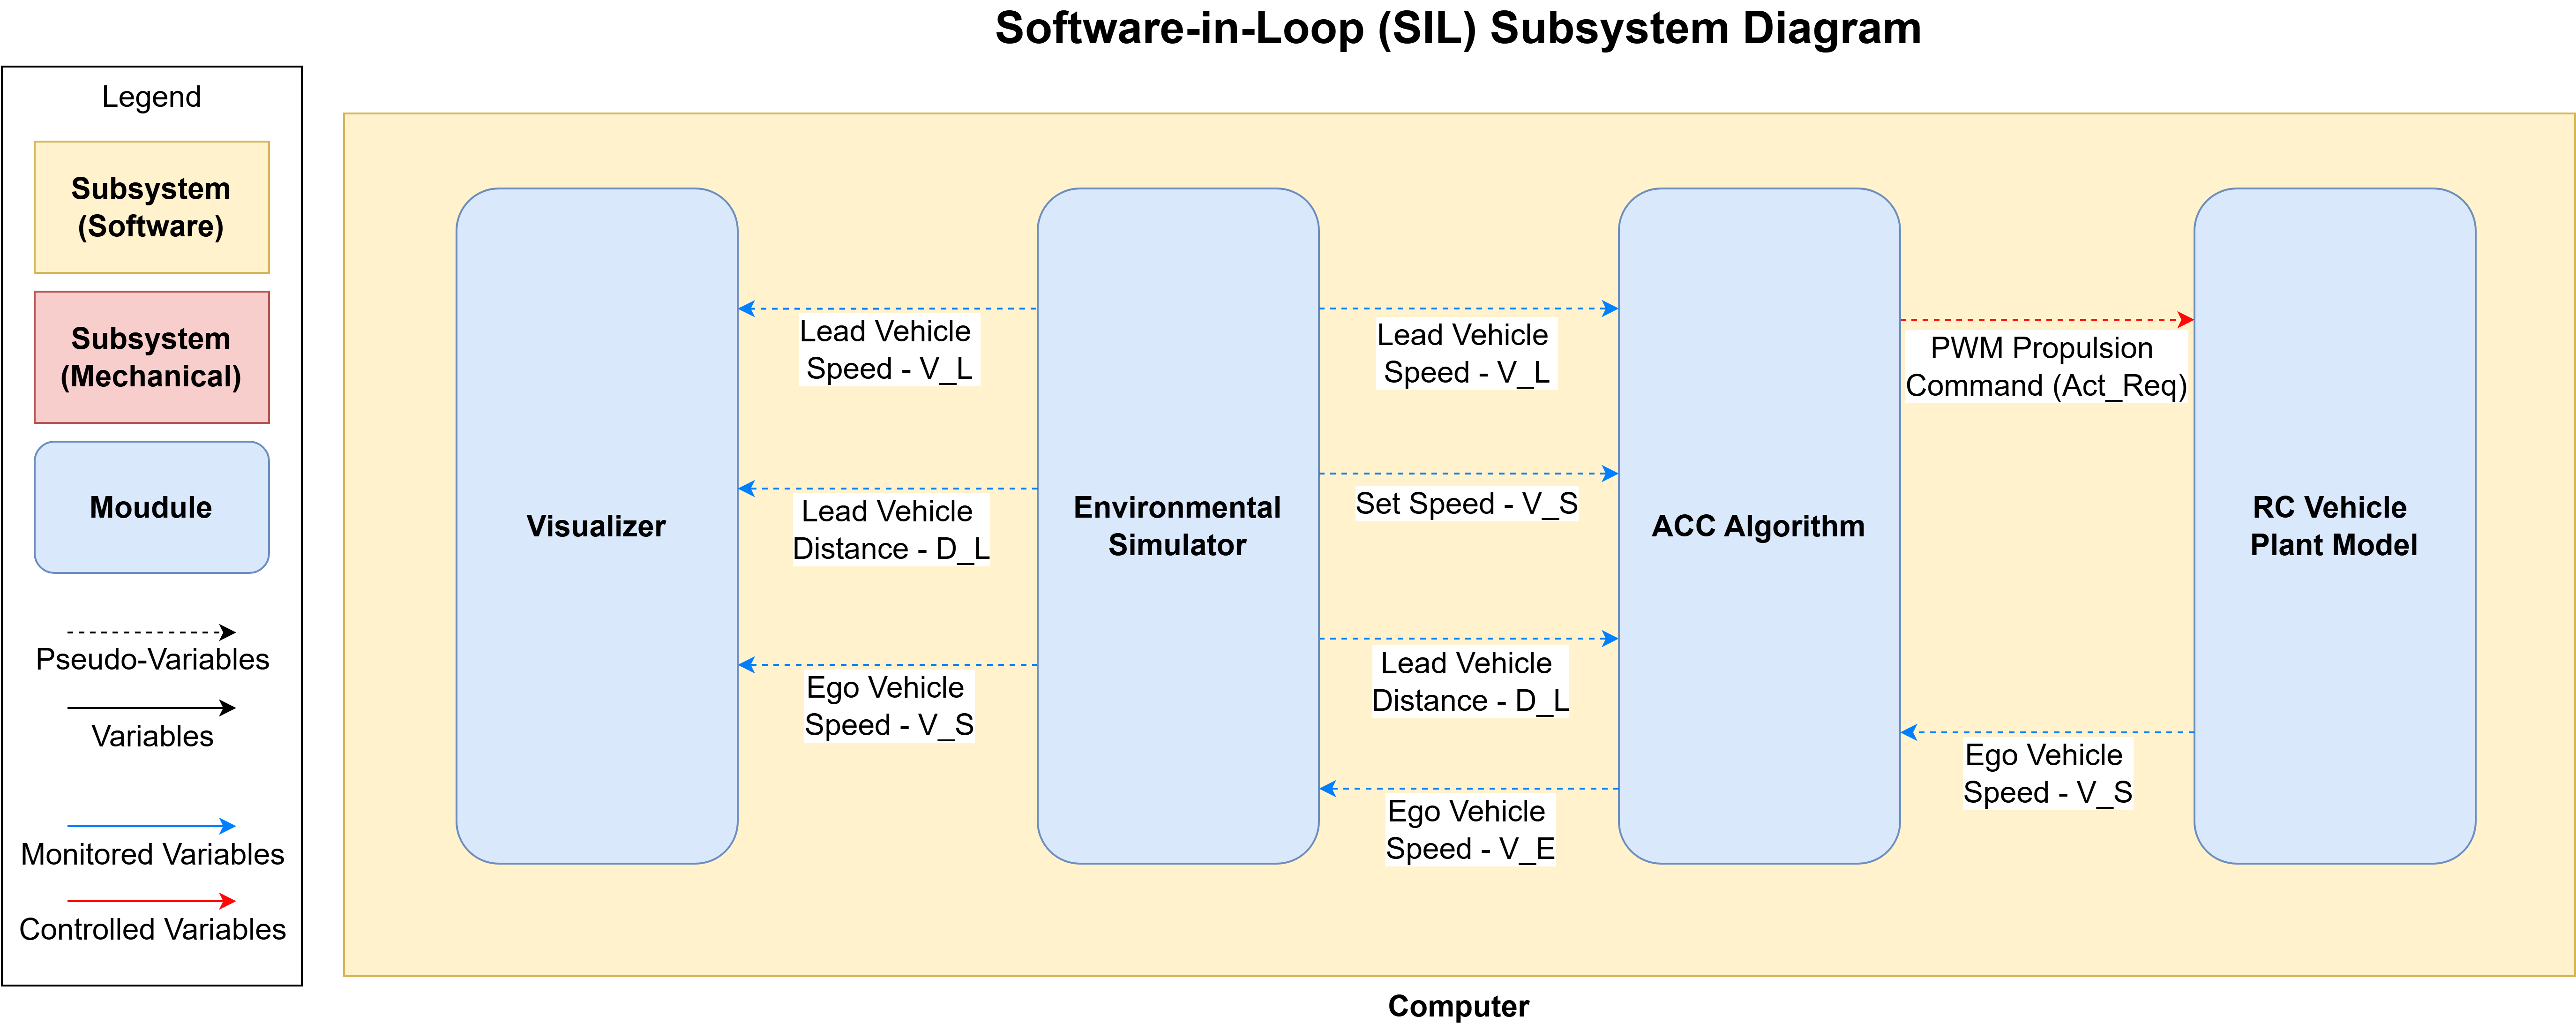 Software-in-Loop (SIL) Subsystem Diagram
Legend
Subsystem
(Software)
Subsystem
(Mechanical)
Moudule
Pseudo-Variables
Variables
Monitored Variables
Controlled Variables
Visualizer
Lead Vehicle
Speed - V_L
Lead Vehicle
Distance - D_L
Ego Vehicle
Speed - V_S
Environmental
Simulator
Lead Vehicle
Speed - V_L
Set Speed - V_S
Lead Vehicle
Distance - D_L
Ego Vehicle
Speed - V_E
ACC Algorithm
PWM Propulsion
Command (Act_Req)
Ego Vehicle
Speed - V_S
RC Vehicle
Plant Model
Computer